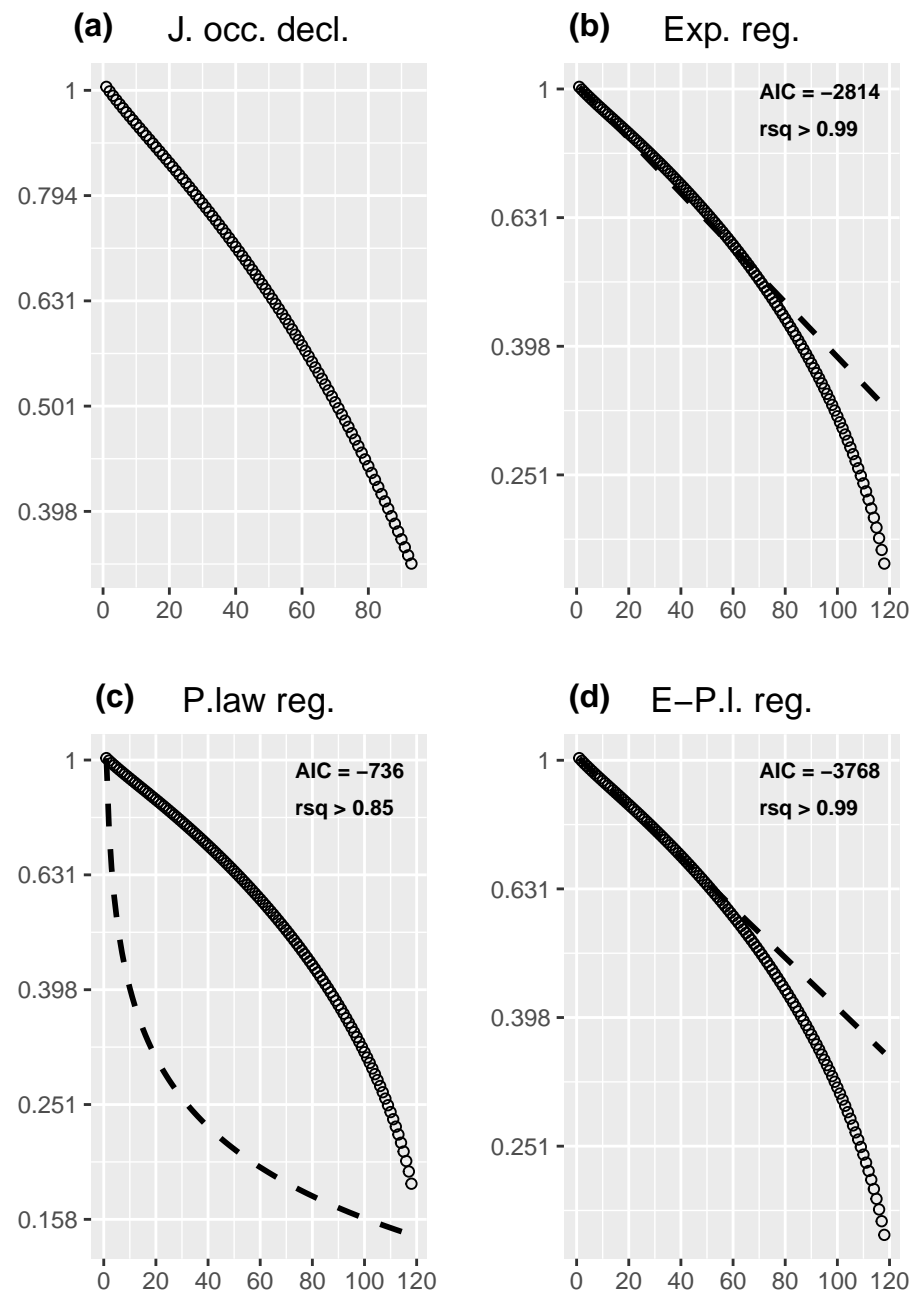 (a) J. occ. decl.
1
0.794
0.631
0.501
0.398
0 20 40 60 80
(b) Exp. reg.
AIC = −2814
rsq > 0.99
1
0.631
0.398
0.251
0 20 40 60 80 100 120
(c) P.law reg.
AIC = −736
rsq > 0.85
1
0.631
0.398
0.251
0.158
0 20 40 60 80 100 120
(d) E−P.l. reg.
AIC = −3768
rsq > 0.99
1
0.631
0.398
0.251
0 20 40 60 80 100 120